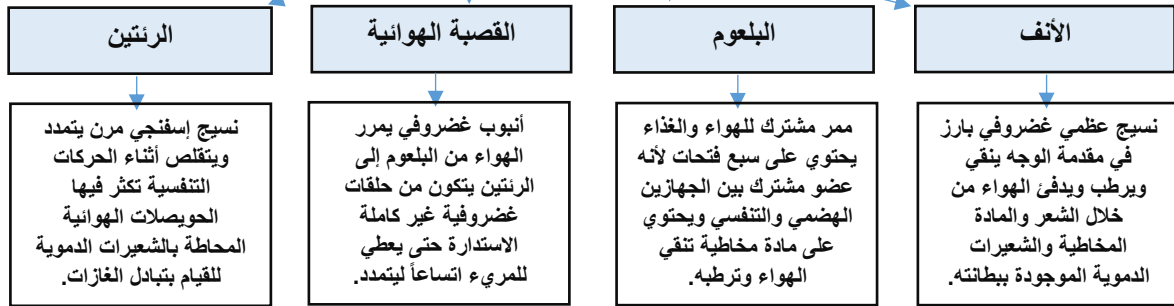 الأنف
البلعوم
القصبة الهوائية
الرئتين
نسيج عظمي غضروفي بارز
في مقدمة الوجه ينقي
ويرطب ويدفئ الهواء من
خلال الشعر والمادة
المخاطية والشعيرات
الدموية الموجودة ببطانته.
ممر مشترك للهواء والغذاء
يحتوي على سبع فتحات لأنه
عضو مشترك بين الجهازين
الهضمي والتنفسي ويحتوي
على مادة مخاطية تنقي
الهواء وترطبه.
أنبوب غضروفي يمرر
الهواء من البلعوم إلى
الرئتين يتكون من حلقات
غضروفية غير كاملة
الاستدارة حتى يعطي
للمريء اتساعاً ليتمدد.
نسيج إسفنجي مرن يتمدد
ويتقلص أثناء الحركات
التنفسية تكثر فيها
الحويصلات الهوائية
المحاطة بالشعيرات الدموية
للقيام بتبادل الغازات.